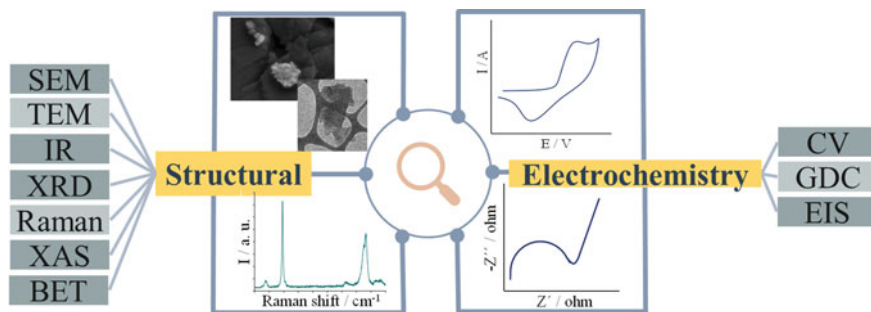 SEM
TEM
IR
XRD
Raman
XAS
BET
Structural
I / a. u.
Raman shift / cm⁻¹
I / A
E / V
Electrochemistry
-Z´´ / ohm
Z´ / ohm
CV
GDC
EIS